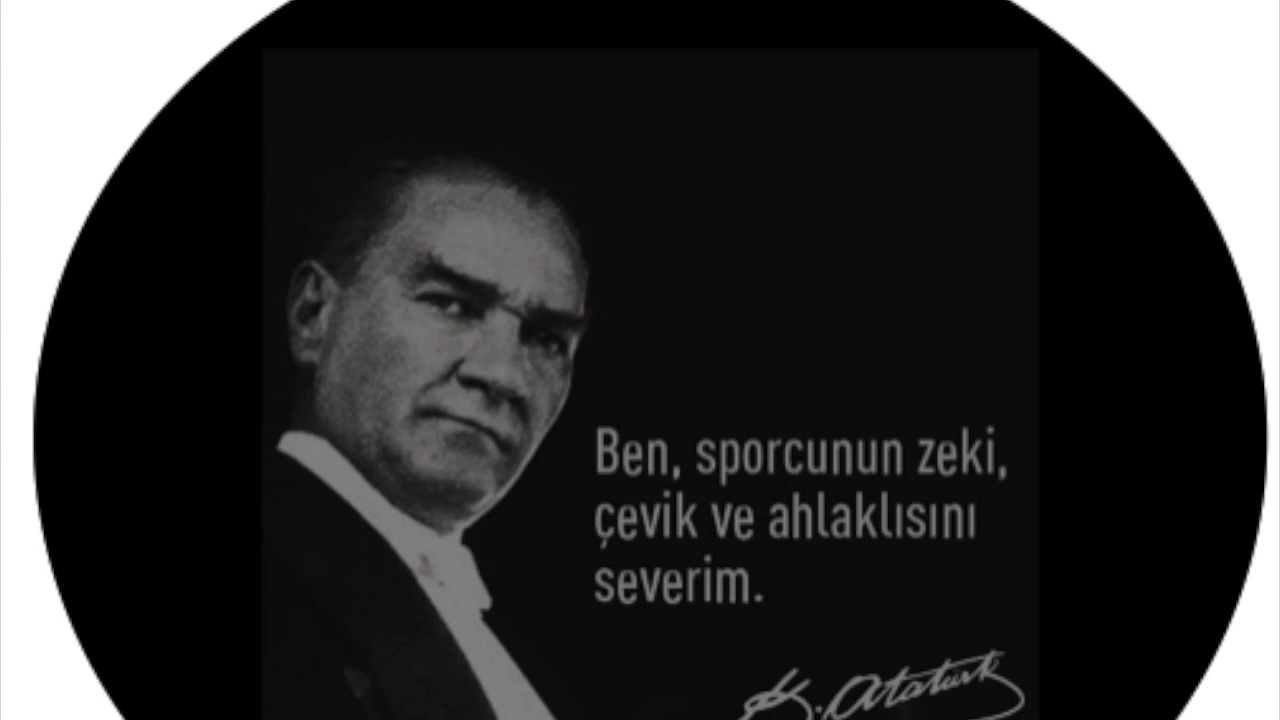 Ben, sporcunun zeki,
çevik ve ahlaklısını
severim.
K. Atatürk